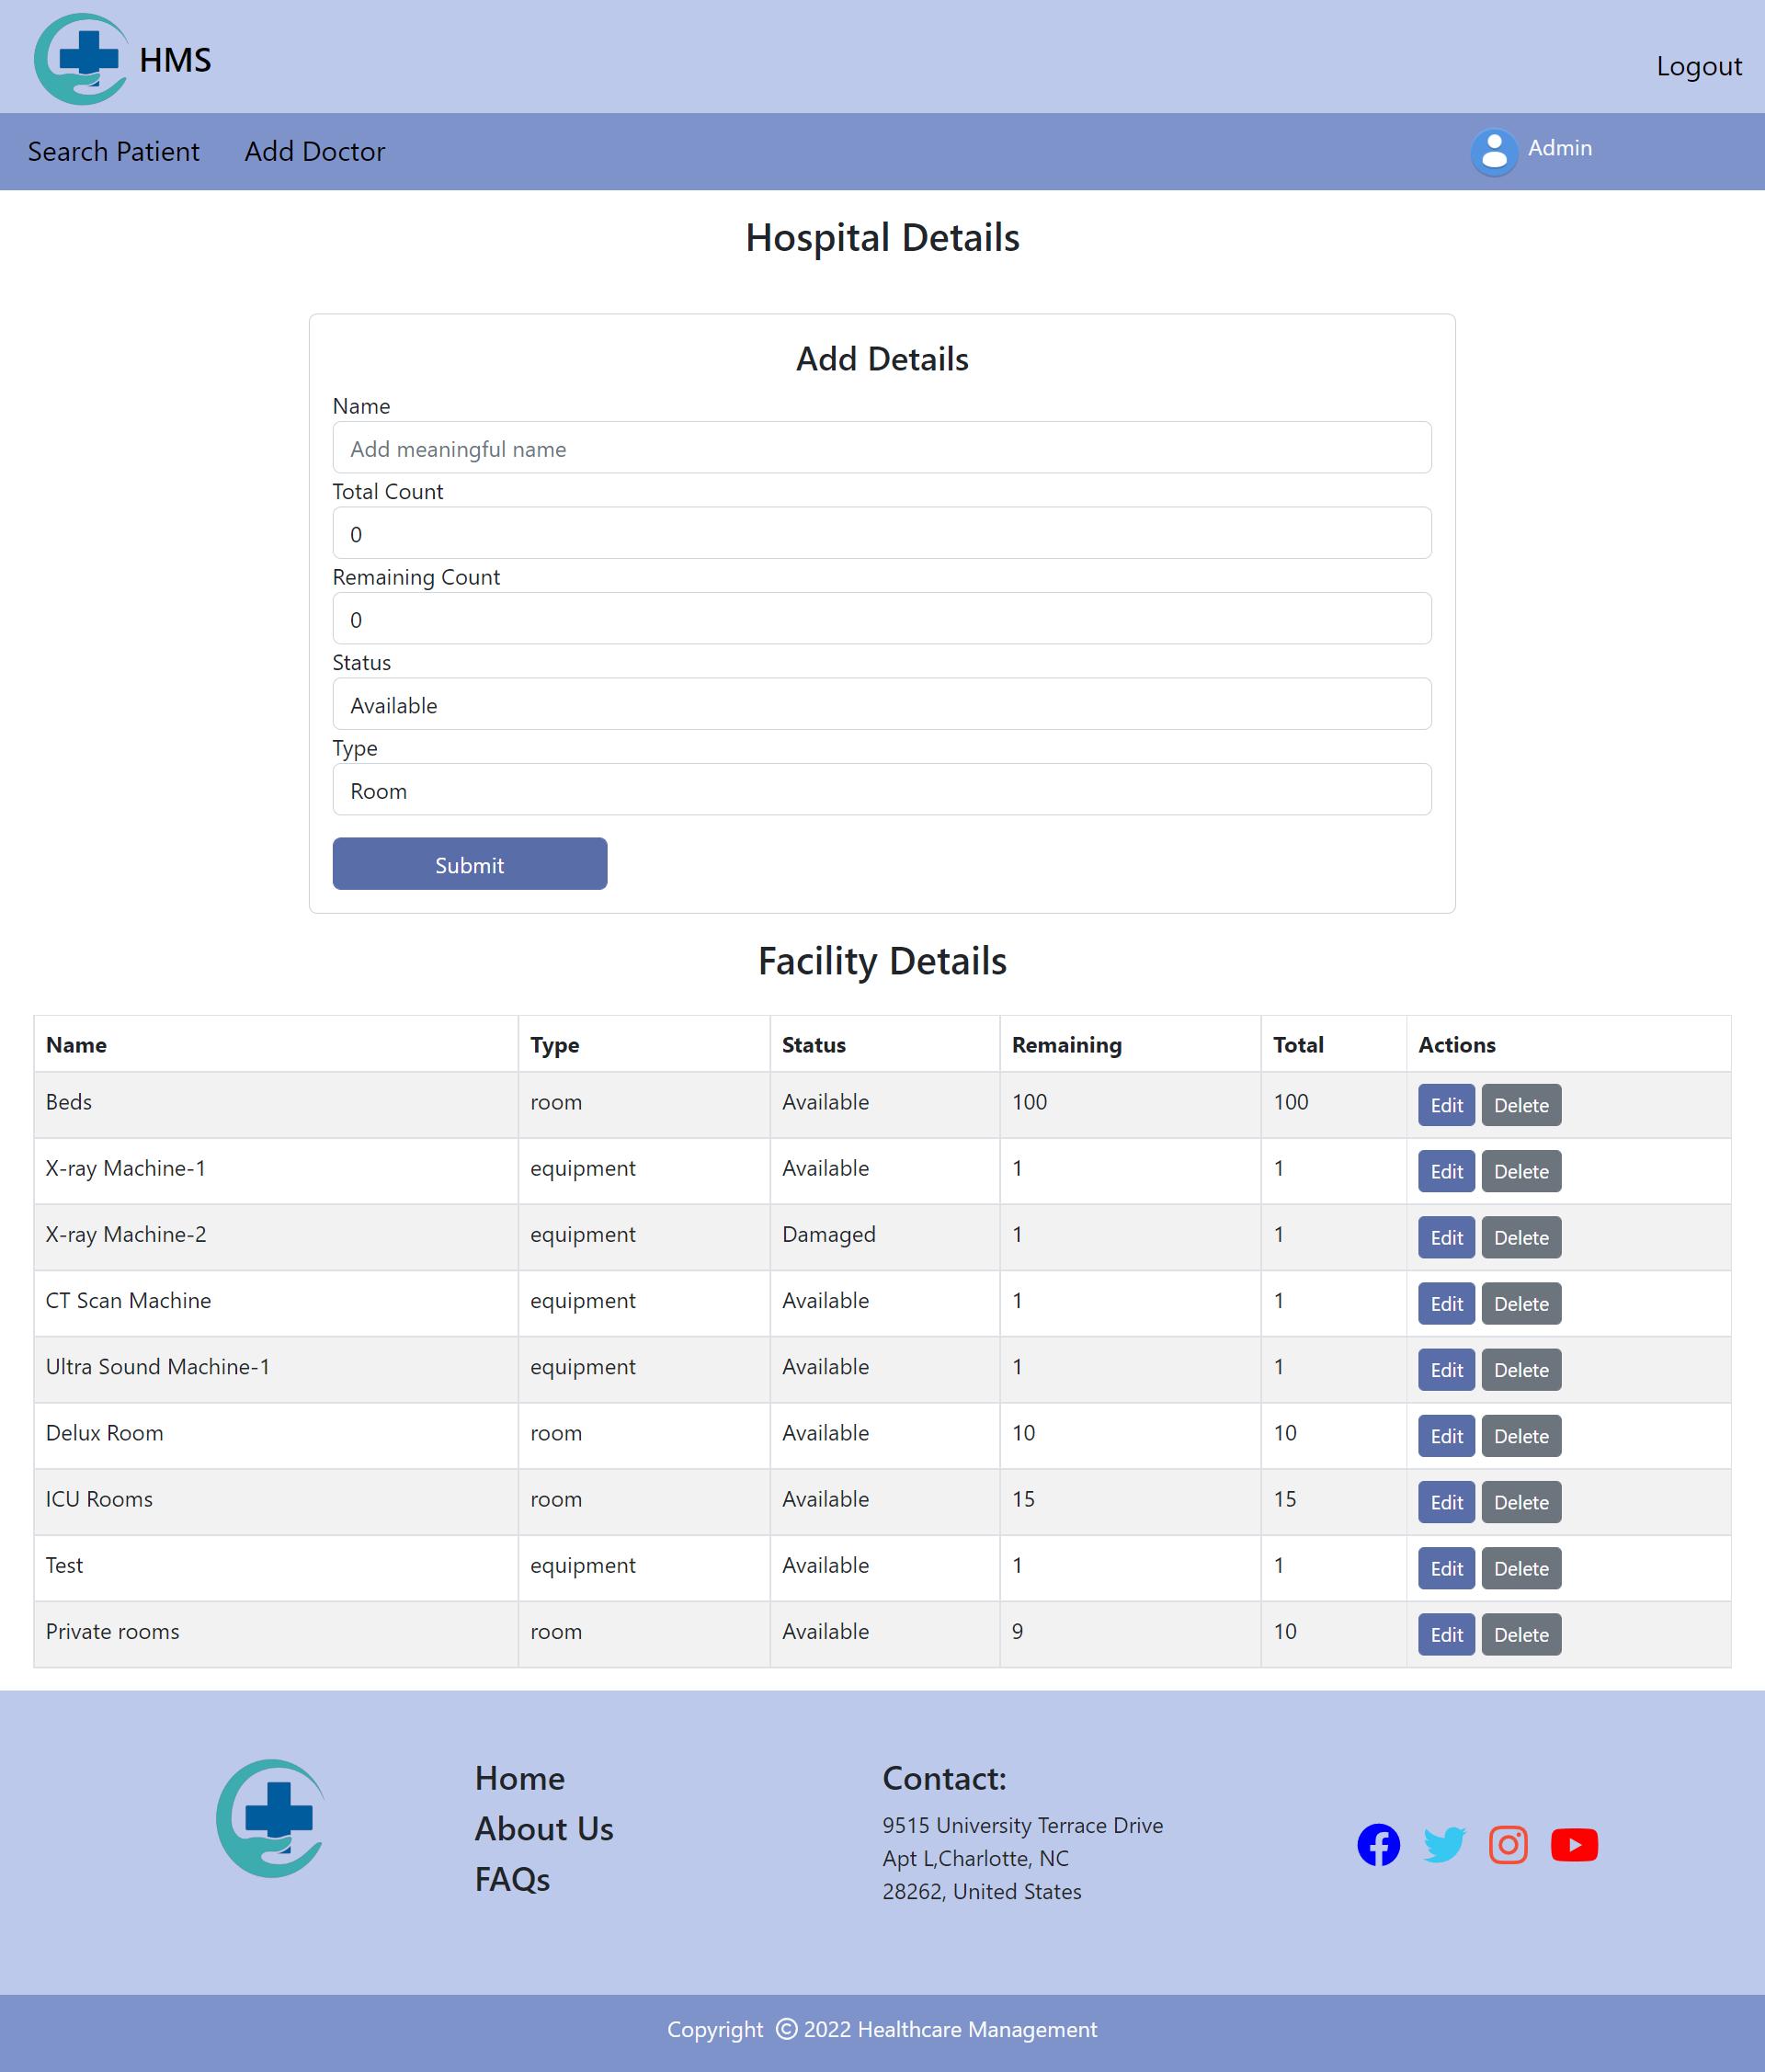 HMS
Logout
Search Patient Add Doctor Admin
Hospital Details
Add Details
Name
Add meaningful name
Total Count
0
Remaining Count
0
Status
Available
Type
Room
Submit
Facility Details
Name Type Status Remaining Total Actions
Beds room Available 100 100 Edit Delete
X-ray Machine-1 equipment Available 1 1 Edit Delete
X-ray Machine-2 equipment Damaged 1 1 Edit Delete
CT Scan Machine equipment Available 1 1 Edit Delete
Ultra Sound Machine-1 equipment Available 1 1 Edit Delete
Delux Room room Available 10 10 Edit Delete
ICU Rooms room Available 15 15 Edit Delete
Test equipment Available 1 1 Edit Delete
Private rooms room Available 9 10 Edit Delete
Home
About Us
FAQs
Contact:
9515 University Terrace Drive
Apt L,Charlotte, NC
28262, United States
Copyright © 2022 Healthcare Management